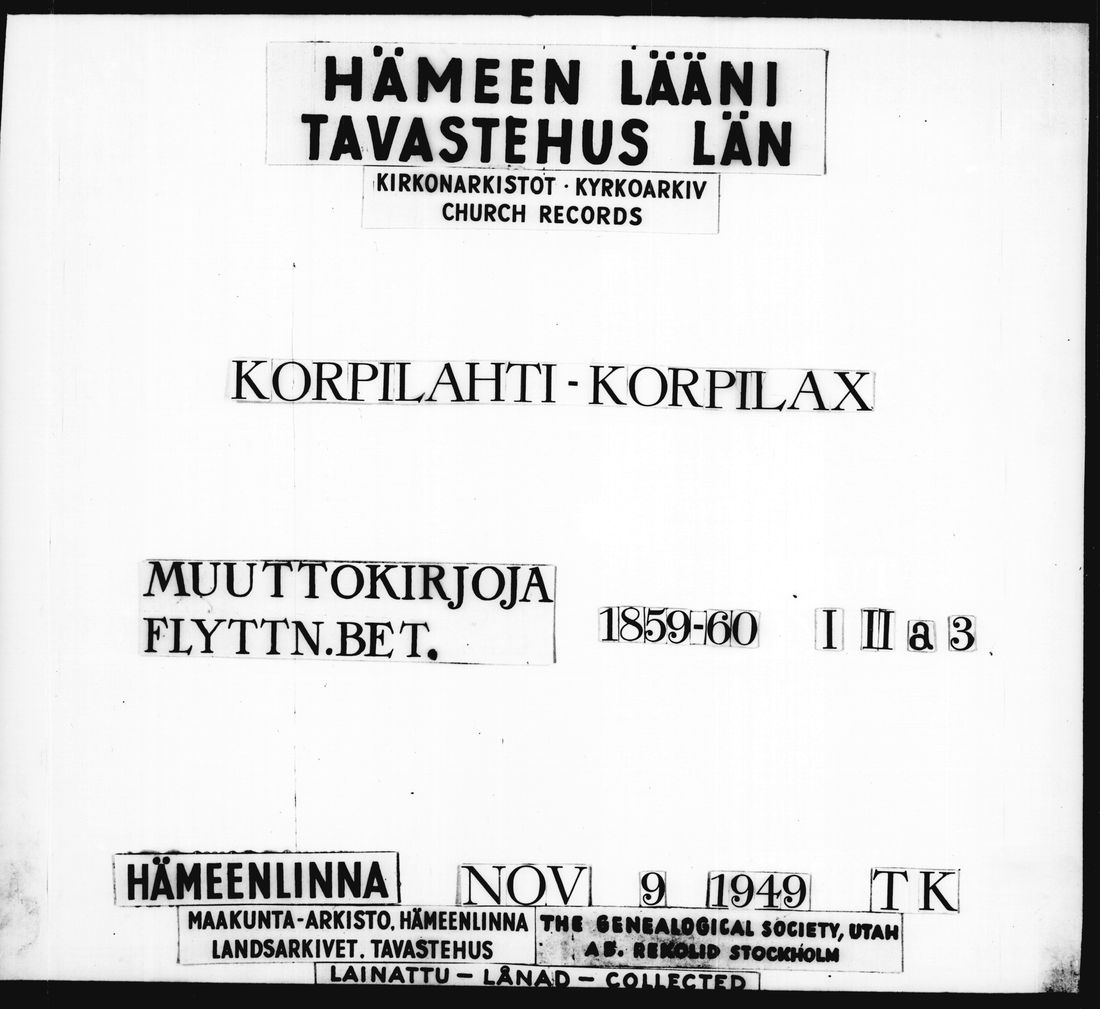 HÄMEEN LÄÄNI
TAVASTEHUS LÄN
KIRKONARKISTOT · KYRKOARKIV
CHURCH RECORDS
KORPILAHTI - KORPILAX
MUUTTOKIRJOJA
FLYTTN.BET.
1859-60 I II a 3
HÄMEENLINNA NOV 9 1949 TK
MAAKUNTA-ARKISTO. HÄMEENLINNA
LANDSARKIVET. TAVASTEHUS
THE GENEALOGICAL SOCIETY, UTAH
AB. REKOLID STOCKHOLM
LAINATTU - LÅNAD - COLLECTED